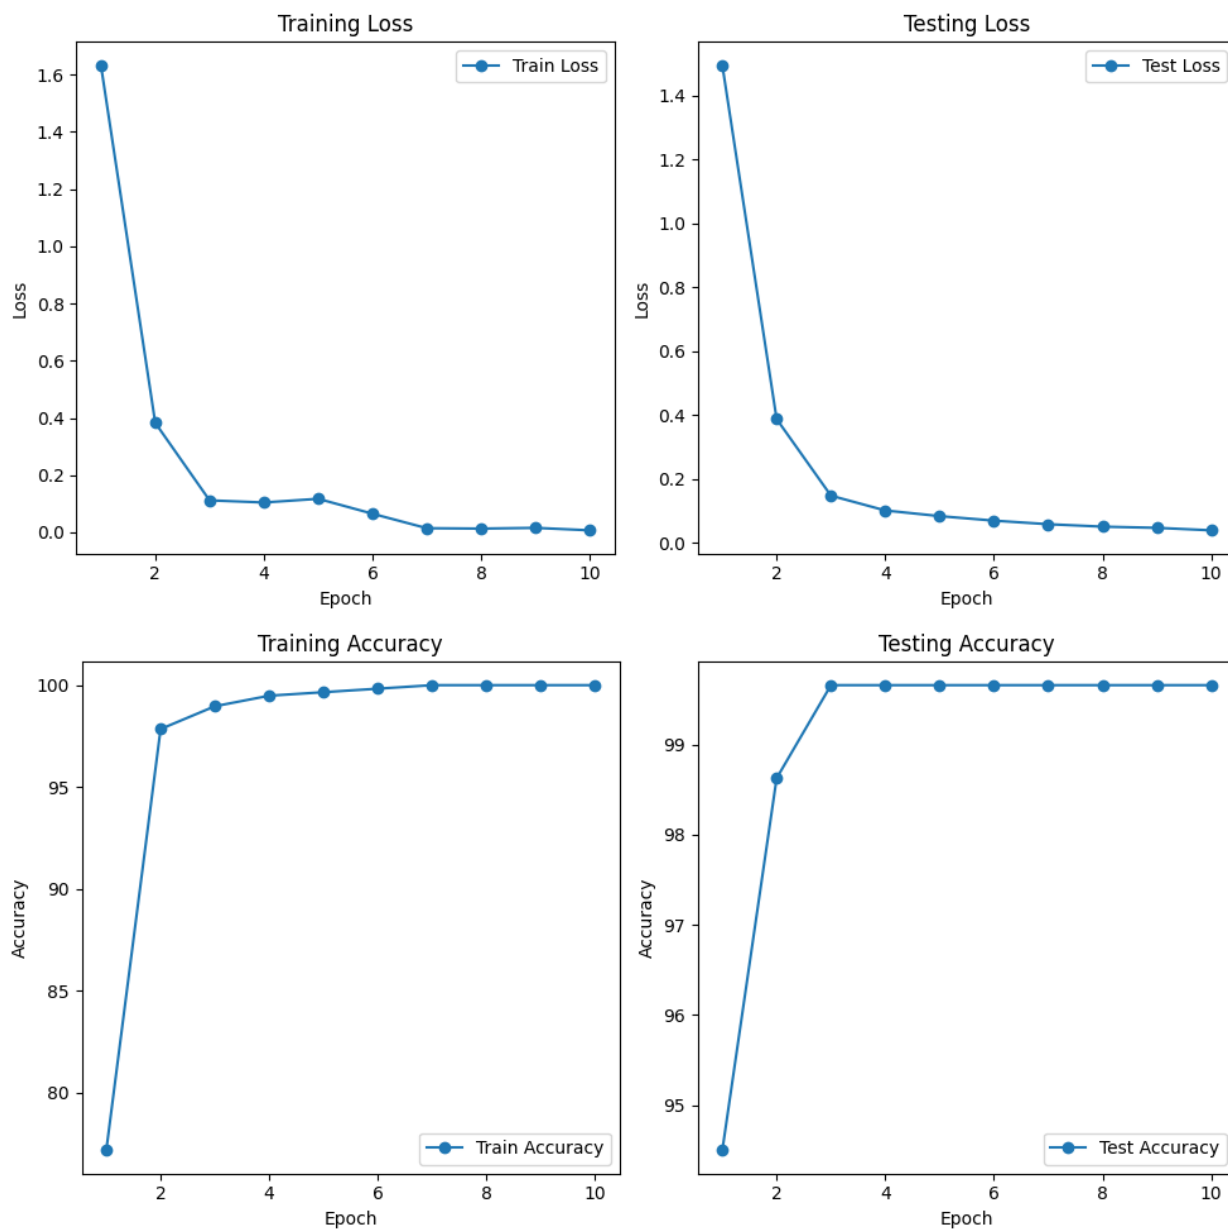 Training Loss
Train Loss
1.6
1.4
1.2
1.0
0.8
0.6
0.4
0.2
0.0
Loss
2 4 6 8 10
Epoch
Testing Loss
Test Loss
1.4
1.2
1.0
0.8
0.6
0.4
0.2
0.0
Loss
2 4 6 8 10
Epoch
Training Accuracy
100
95
90
85
80
Accuracy
Train Accuracy
2 4 6 8 10
Epoch
Testing Accuracy
99
98
97
96
95
Accuracy
Test Accuracy
2 4 6 8 10
Epoch